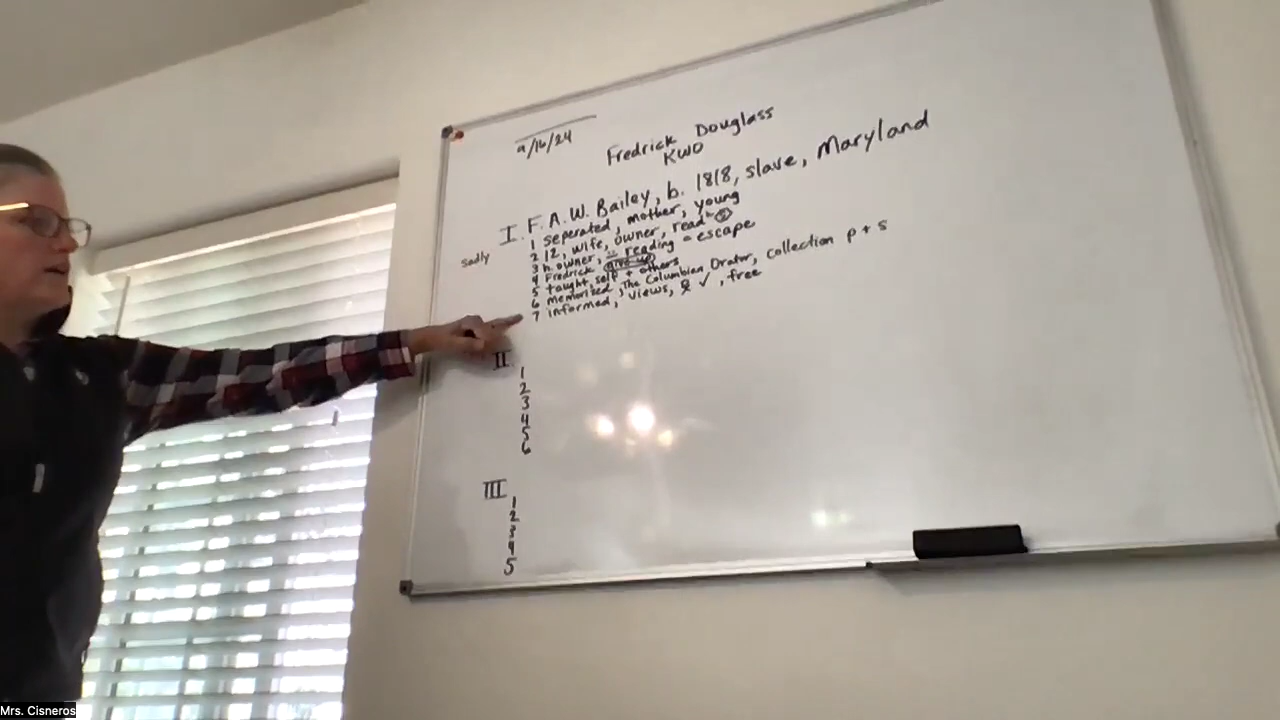 9/16/24
Fredrick Douglass
KWO
I. F. A. W. Bailey, b. 1818, slave, Maryland
1 seperated, mother, young
sadly
2 12, wife, owner, read
3 h. owner, reading = escape
4 Fredrick give up
5 taught, self + others
6 memorized, The Columbian Orator, collection p + s
7 informed, views, ✓, free
II
1
2
3
4
5
6
III
1
2
3
4
5
Mrs. Cisneros